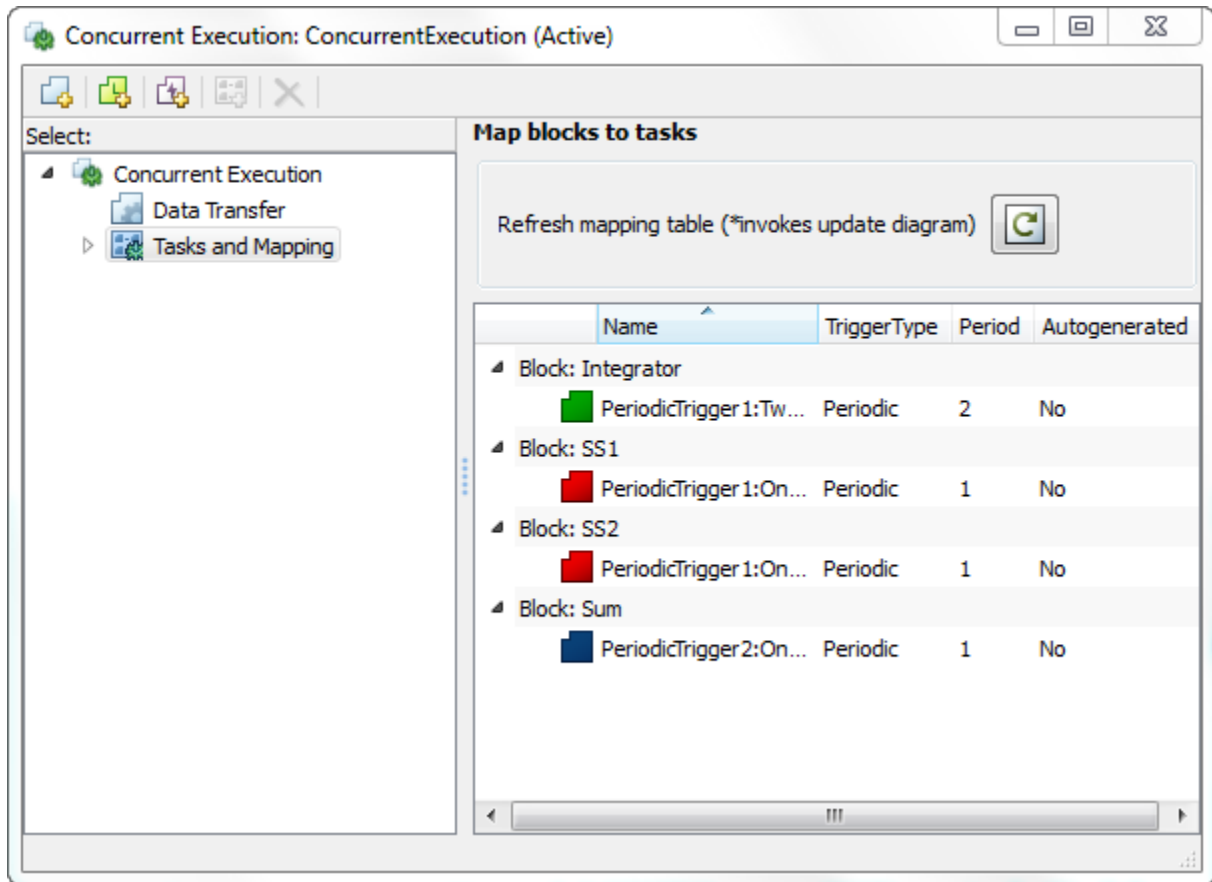 Concurrent Execution: ConcurrentExecution (Active)
Select:
Concurrent Execution
Data Transfer
Tasks and Mapping
Map blocks to tasks
Refresh mapping table (*invokes update diagram)
Name TriggerType Period Autogenerated
Block: Integrator
PeriodicTrigger1:Tw... Periodic 2 No
Block: SS1
PeriodicTrigger1:On... Periodic 1 No
Block: SS2
PeriodicTrigger1:On... Periodic 1 No
Block: Sum
PeriodicTrigger2:On... Periodic 1 No